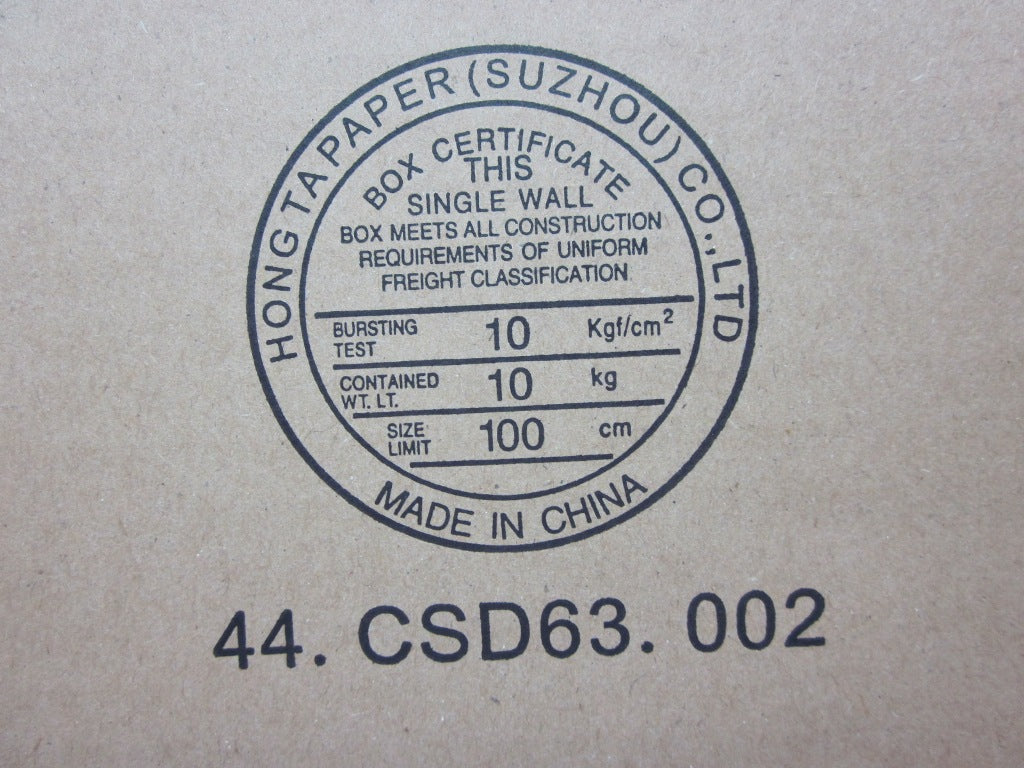 HONG TA PAPER (SUZHOU) CO.,LTD
BOX CERTIFICATE
THIS
SINGLE WALL
BOX MEETS ALL CONSTRUCTION
REQUIREMENTS OF UNIFORM
FREIGHT CLASSIFICATION
BURSTING TEST 10 Kgf/cm²
CONTAINED WT. LT. 10 kg
SIZE LIMIT 100 cm
MADE IN CHINA
44. CSD63. 002